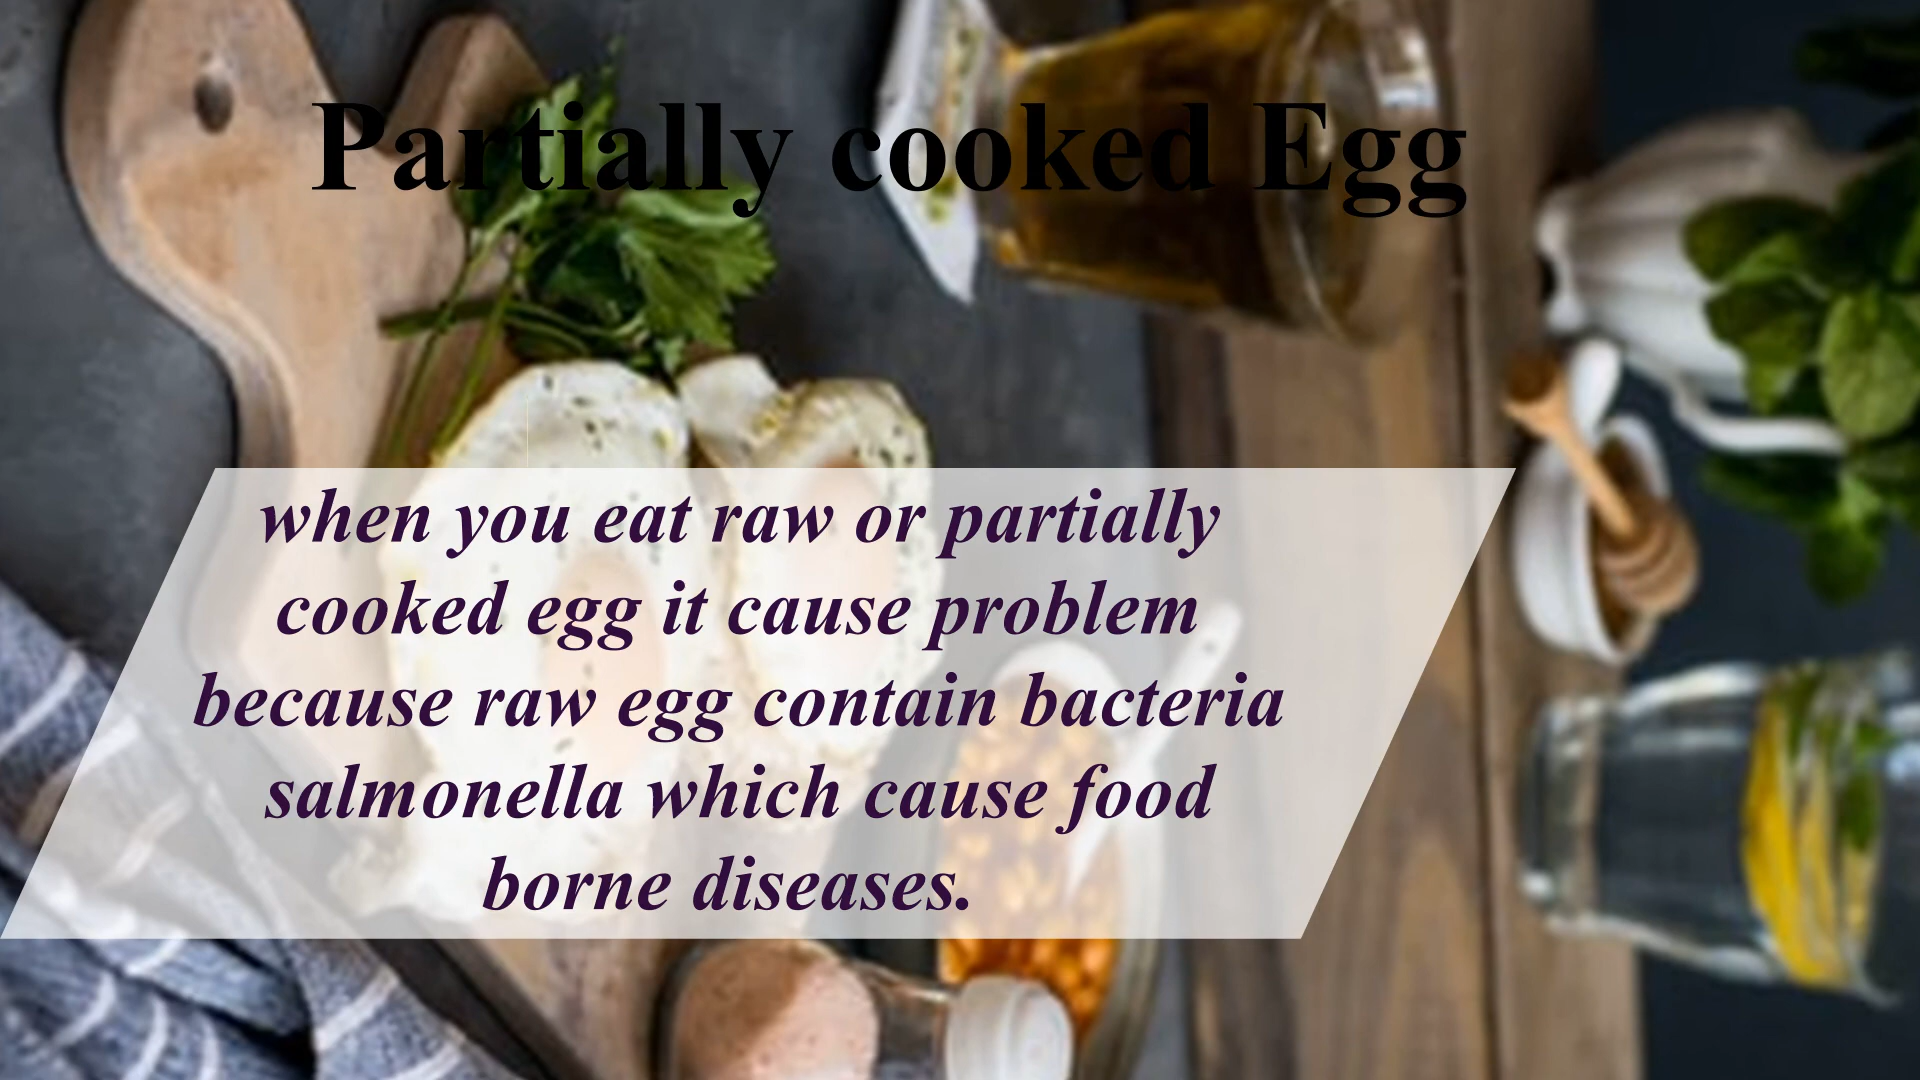 Partially cooked Egg
when you eat raw or partially
cooked egg it cause problem
because raw egg contain bacteria
salmonella which cause food
borne diseases.